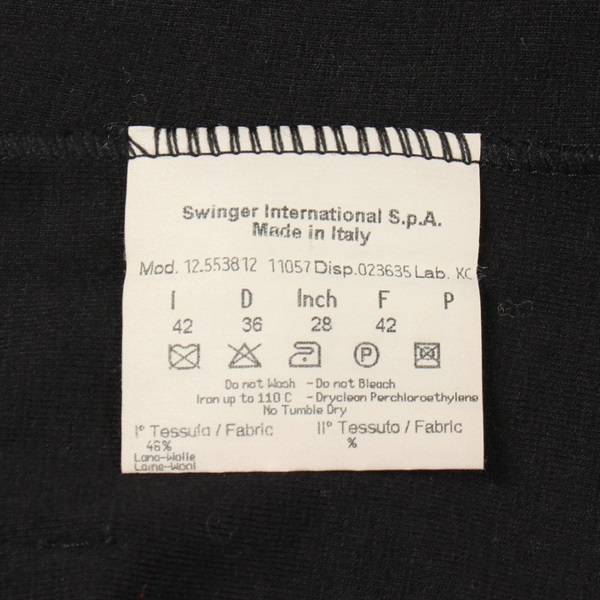 Swinger International S.p.A.
Made in Italy
Mod. 12.553812 11057 Disp.023635 Lab. KC
I D Inch F P
42 36 28 42
P
Do not Wash - Do not Bleach
Iron up to 110 C - Dryclean Perchloroethylene
No Tumble Dry
I° Tessuto / Fabric II° Tessuto / Fabric
46% %
Lana-Wolle
Laine-Wool